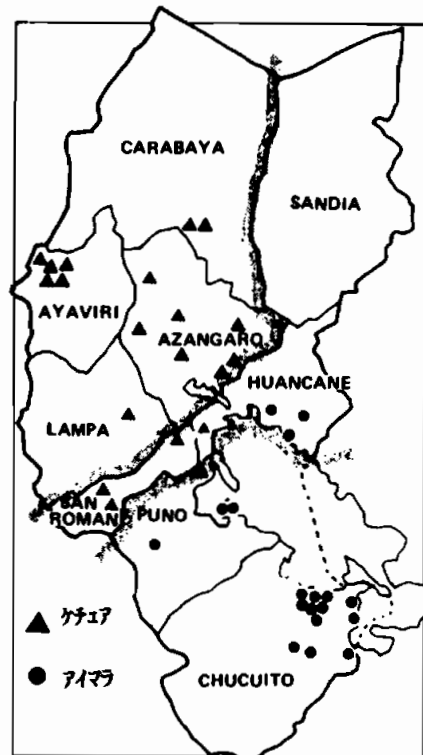 CARABAYA
SANDIA
AYAVIRI
AZANGARO
HUANCANE
LAMPA
SAN
ROMAN
PUNO
ケチュア
アイマラ
CHUCUITO